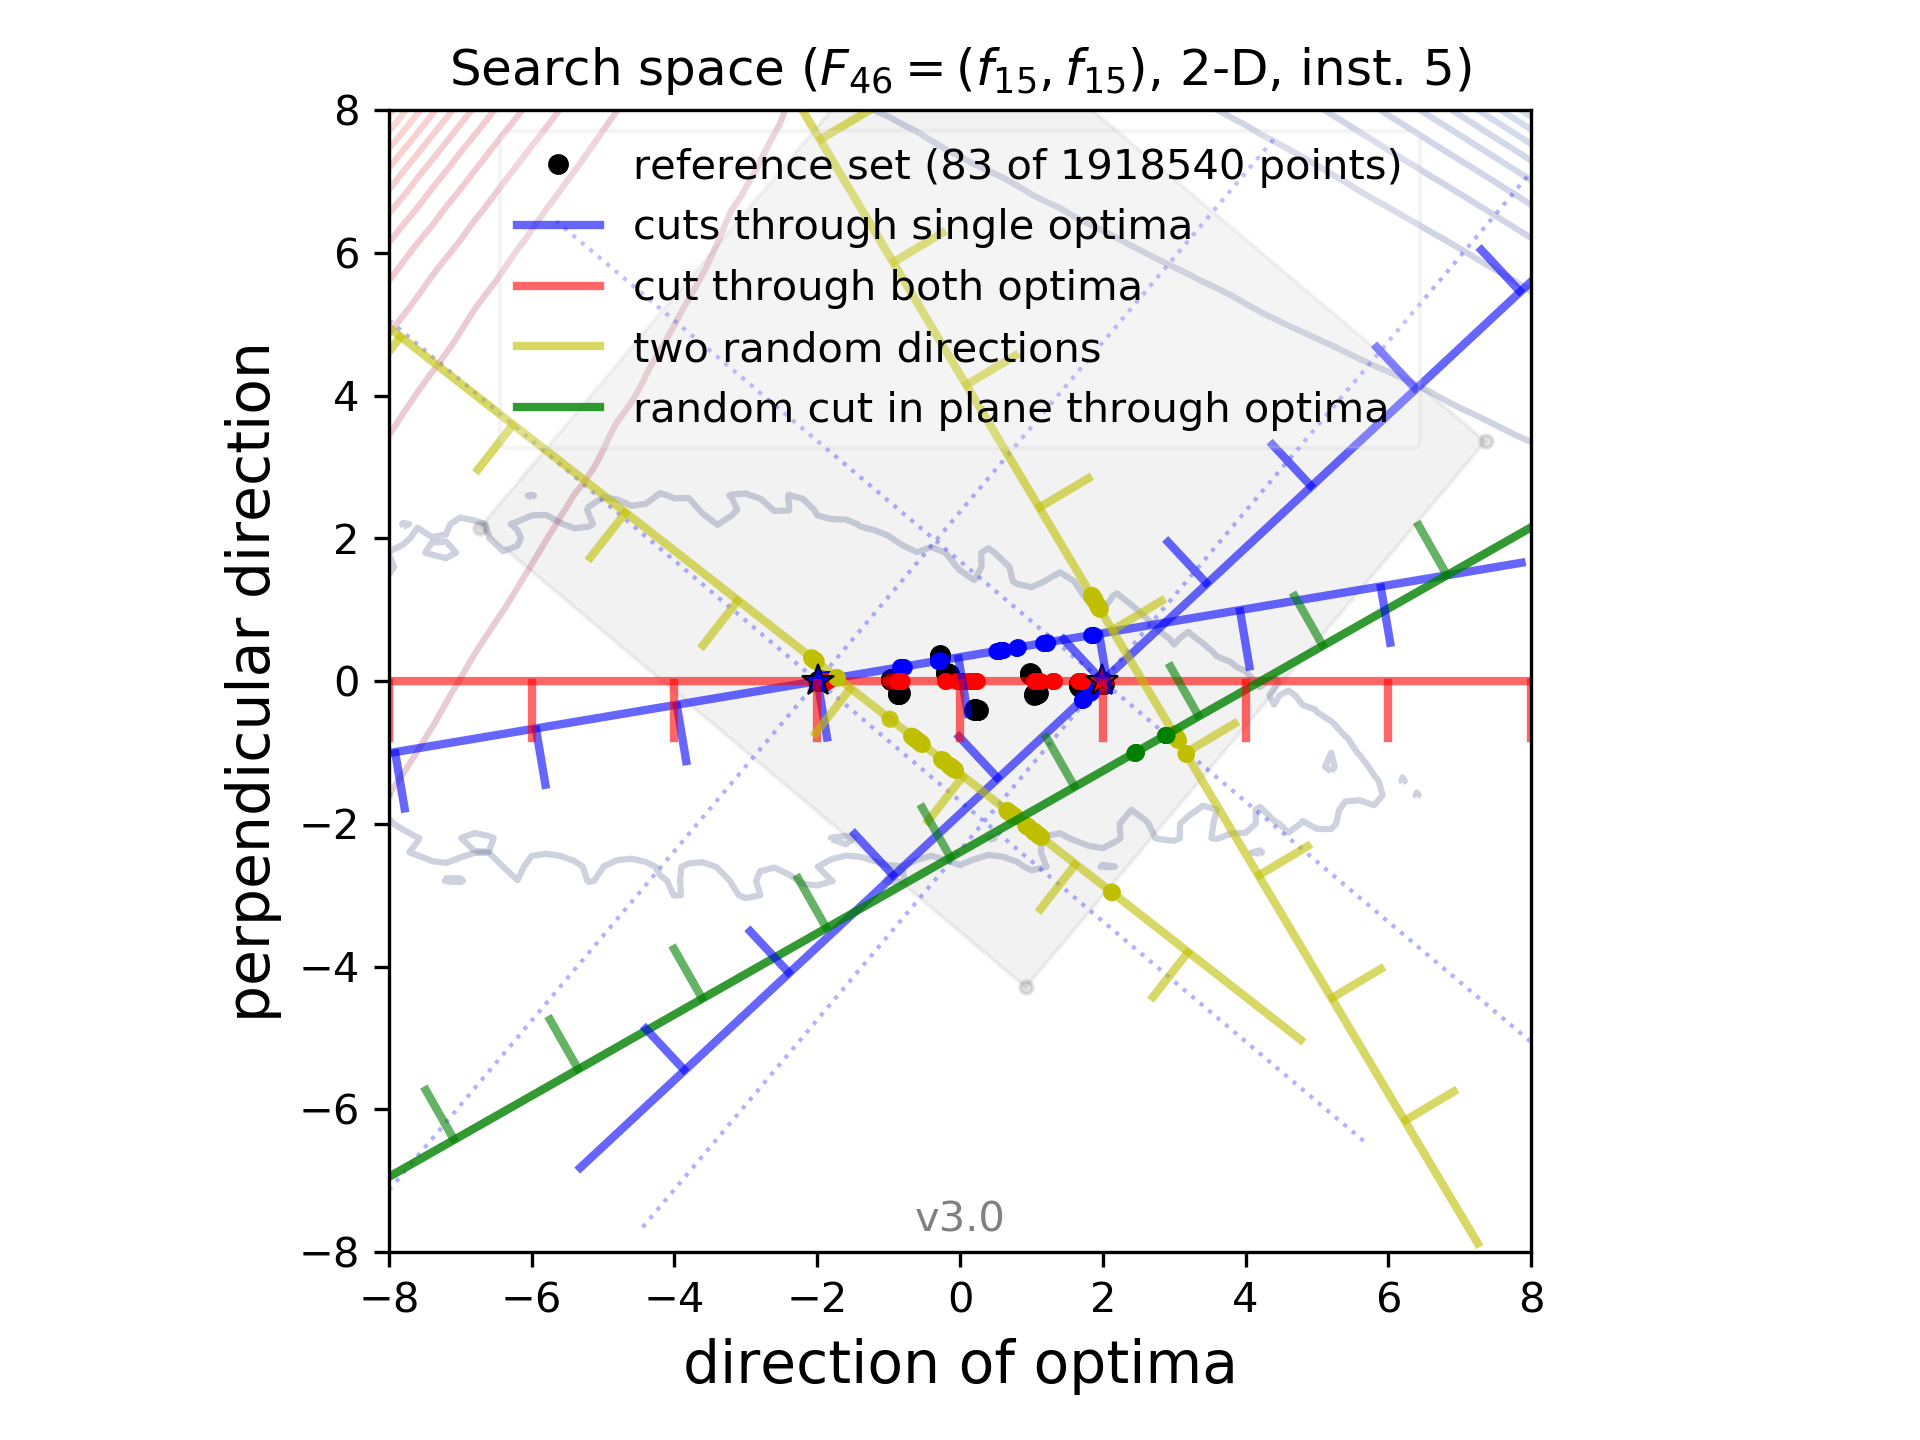 Search space (F₄₆ = (f₁₅, f₁₅), 2-D, inst. 5)
reference set (83 of 1918540 points)
cuts through single optima
cut through both optima
two random directions
random cut in plane through optima
8
6
4
2
0
−2
−4
−6
−8
perpendicular direction
v3.0
−8 −6 −4 −2 0 2 4 6 8
direction of optima